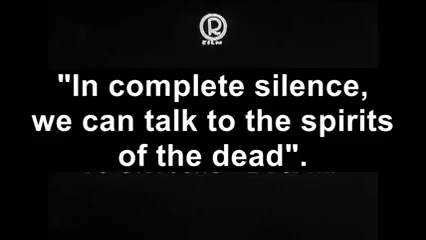 R
"In complete silence,
we can talk to the spirits
of the dead".